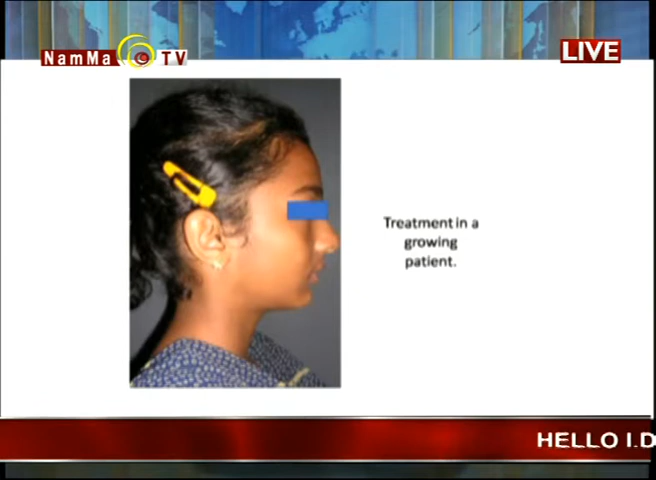 NamMa TV
LIVE
Treatment in a
growing
patient.
HELLO I.D